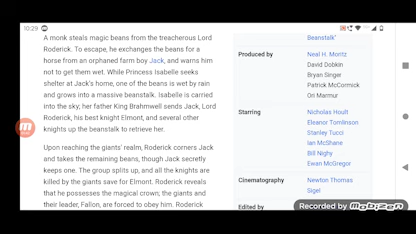 10:29
A monk steals magic beans from the treacherous Lord
Roderick. To escape, he exchanges the beans for a
horse from an orphaned farm boy Jack, and warns him
not to get them wet. While Princess Isabelle seeks
shelter at Jack's home, one of the beans is wet by rain
and grows into a massive beanstalk. Isabelle is carried
into the sky; her father King Brahmwell sends Jack, Lord
Roderick, his best knight Elmont, and several other
knights up the beanstalk to retrieve her.
Upon reaching the giants' realm, Roderick corners Jack
and takes the remaining beans, though Jack secretly
keeps one. The group splits up, and all the knights are
killed by the giants save for Elmont. Roderick reveals
that he possesses the magical crown; the giants and
their leader, Fallon, are forced to obey him. Roderick
Beanstalk"
Produced by
Neal H. Moritz
David Dobkin
Bryan Singer
Patrick McCormick
Ori Marmur
Starring
Nicholas Hoult
Eleanor Tomlinson
Stanley Tucci
Ian McShane
Bill Nighy
Ewan McGregor
Cinematography
Newton Thomas
Sigel
Edited by
Recorded by Mobizen